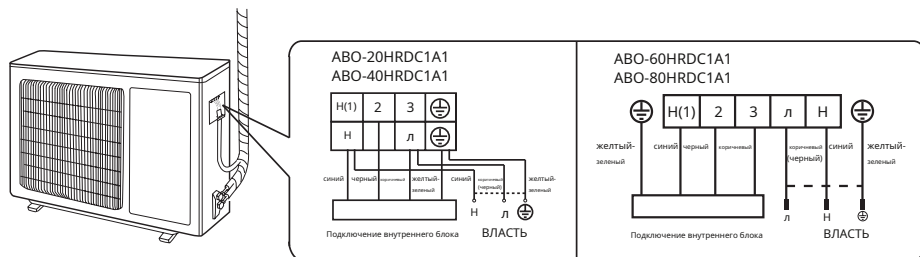 ABO-20HRDC1A1
ABO-40HRDC1A1
Н(1) 2 3
Н л
синий черный коричневый желтый-зеленый синий коричневый (черный) желтый-зеленый
Н л
Подключение внутреннего блока ВЛАСТЬ
ABO-60HRDC1A1
ABO-80HRDC1A1
Н(1) 2 3 л Н
желтый-зеленый синий черный коричневый коричневый (черный) синий желтый-зеленый
л Н
Подключение внутреннего блока ВЛАСТЬ